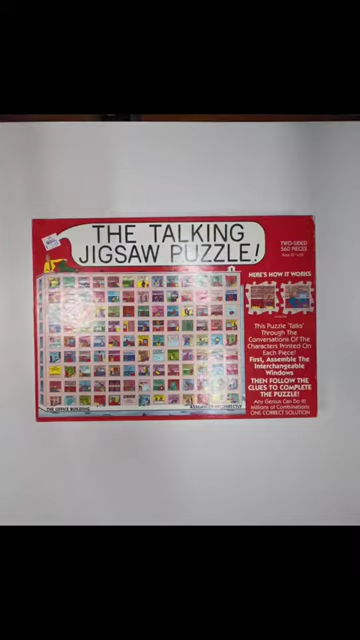 THE TALKING
JIGSAW PUZZLE!
TWO-SIDED
560 PIECES
HERE'S HOW IT WORKS
This Puzzle 'Talks'
Through The
Conversations Of The
Characters Printed On
Each Piece!
First, Assemble The
Interchangeable
Windows
THEN FOLLOW THE
CLUES TO COMPLETE
THE PUZZLE!
Any Genius Can Do It!
Millions of Combinations
ONE CORRECT SOLUTION
THE OFFICE BUILDING